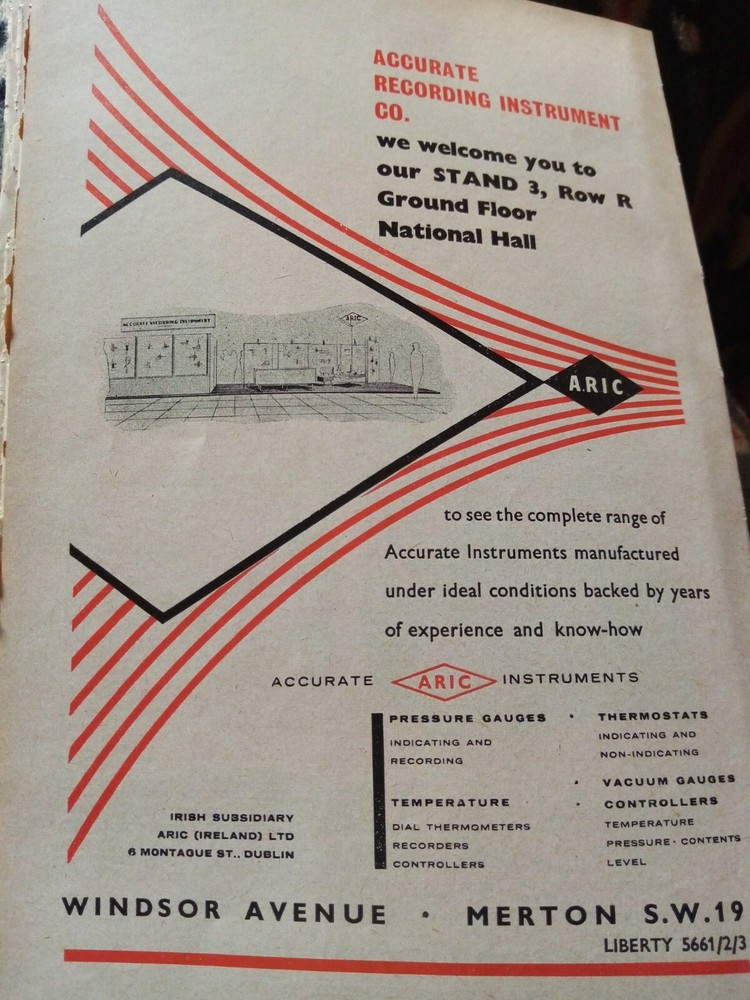 ACCURATE
RECORDING INSTRUMENT
CO.
we welcome you to
our STAND 3, Row R
Ground Floor
National Hall
ACCURATE RECORDING INSTRUMENT
ARIC
A.R.I.C
to see the complete range of
Accurate Instruments manufactured
under ideal conditions backed by years
of experience and know-how
ACCURATE ARIC INSTRUMENTS
PRESSURE GAUGES
INDICATING AND
RECORDING
TEMPERATURE
DIAL THERMOMETERS
RECORDERS
CONTROLLERS
· THERMOSTATS
INDICATING AND
NON-INDICATING
· VACUUM GAUGES
· CONTROLLERS
TEMPERATURE
PRESSURE · CONTENTS
LEVEL
IRISH SUBSIDIARY
ARIC (IRELAND) LTD
6 MONTAGUE ST., DUBLIN
WINDSOR AVENUE · MERTON S.W.19
LIBERTY 5661/2/3